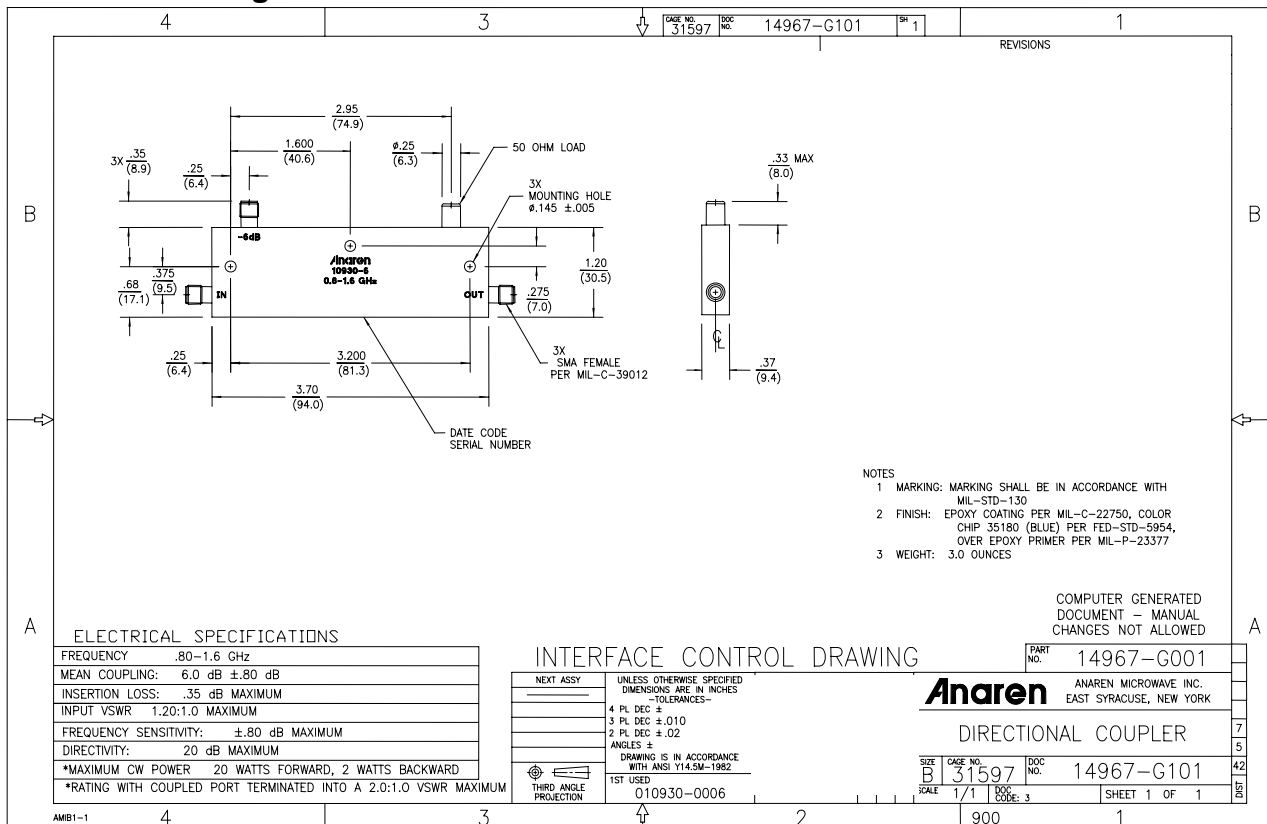 4
3
CAGE NO. 31597
DOC NO. 14967-G101
SH 1
1
REVISIONS
B
B
2.95
(74.9)
1.600
(40.6)
ø.25
(6.3)
50 OHM LOAD
3X .35
(8.9)
.25
(6.4)
3X
MOUNTING HOLE
ø.145 ±.005
.33 MAX
(8.0)
-6dB
Anaren
10930-6
0.8-1.6 GHz
IN
OUT
.68
(17.1)
.375
(9.5)
1.20
(30.5)
.275
(7.0)
3X
SMA FEMALE
PER MIL-C-39012
.25
(6.4)
3.200
(81.3)
3.70
(94.0)
DATE CODE
SERIAL NUMBER
CL
.37
(9.4)
NOTES
1 MARKING: MARKING SHALL BE IN ACCORDANCE WITH
MIL-STD-130
2 FINISH: EPOXY COATING PER MIL-C-22750, COLOR
CHIP 35180 (BLUE) PER FED-STD-5954,
OVER EPOXY PRIMER PER MIL-P-23377
3 WEIGHT: 3.0 OUNCES
COMPUTER GENERATED
DOCUMENT - MANUAL
CHANGES NOT ALLOWED
A
A
ELECTRICAL SPECIFICATIONS
FREQUENCY .80-1.6 GHz
MEAN COUPLING: 6.0 dB ±.80 dB
INSERTION LOSS: .35 dB MAXIMUM
INPUT VSWR 1.20:1.0 MAXIMUM
FREQUENCY SENSITIVITY: ±.80 dB MAXIMUM
DIRECTIVITY: 20 dB MAXIMUM
*MAXIMUM CW POWER 20 WATTS FORWARD, 2 WATTS BACKWARD
*RATING WITH COUPLED PORT TERMINATED INTO A 2.0:1.0 VSWR MAXIMUM
INTERFACE CONTROL DRAWING
NEXT ASSY
UNLESS OTHERWISE SPECIFIED
DIMENSIONS ARE IN INCHES
-TOLERANCES-
4 PL DEC ±
3 PL DEC ±.010
2 PL DEC ±.02
ANGLES ±
DRAWING IS IN ACCORDANCE
WITH ANSI Y14.5M-1982
THIRD ANGLE
PROJECTION
1ST USED
010930-0006
PART NO. 14967-G001
Anaren
ANAREN MICROWAVE INC.
EAST SYRACUSE, NEW YORK
DIRECTIONAL COUPLER
SIZE B
CAGE NO. 31597
DOC NO. 14967-G101
SCALE 1/1
DOC CODE: 3
SHEET 1 OF 1
7
5
42
DIST
AMIB1-1
4
3
2
900
1